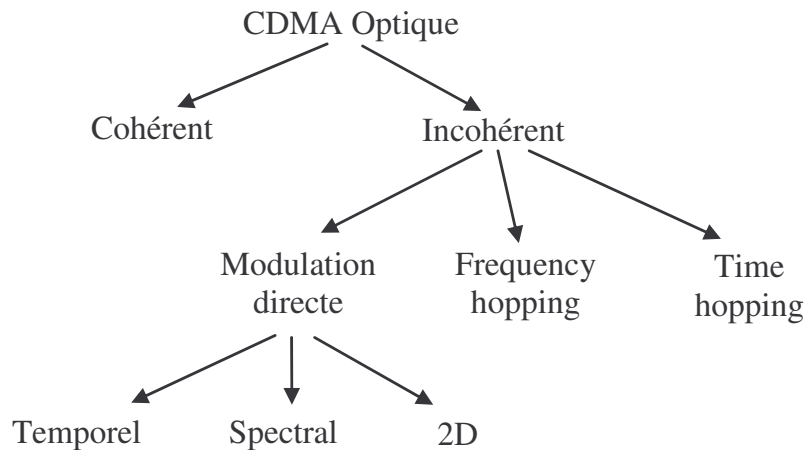 CDMA Optique
Cohérent
Incohérent
Modulation
directe
Frequency
hopping
Time
hopping
Temporel
Spectral
2D